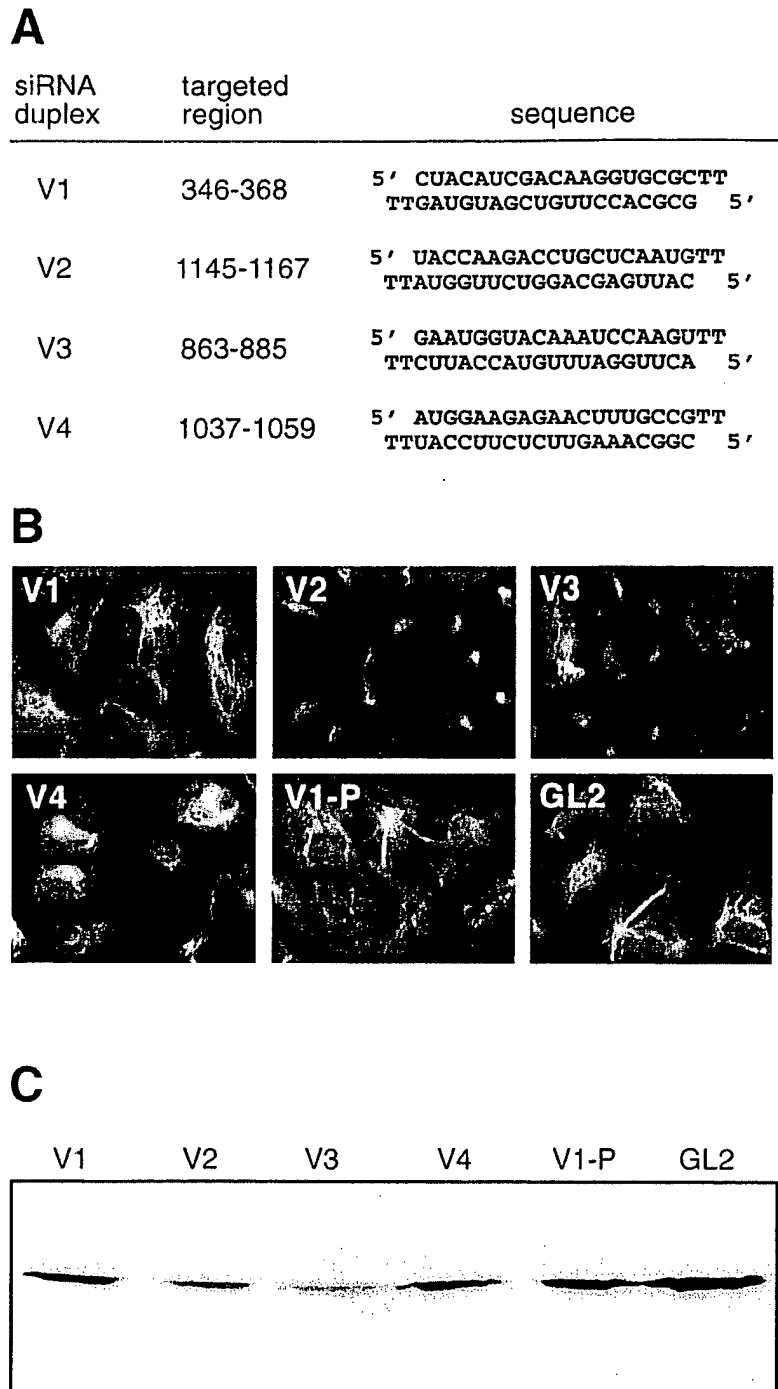 A
siRNA duplex targeted region sequence
V1 346-368 5' CUACAUCGACAAGGUGCGCTT
TTGAUGUAGCUGUUCCACGCG 5'
V2 1145-1167 5' UACCAAGACCUGCUCAAUGTT
TTAUGGUUCUGGACGAGUUAC 5'
V3 863-885 5' GAAUGGUACAAAUCCAAGUTT
TTCUUACCAUGUUUAGGUUCA 5'
V4 1037-1059 5' AUGGAAGAGAACUUUGCCGTT
TTUACCUUCUCUUGAAACGGC 5'
B
V1 V2 V3
V4 V1-P GL2
C
V1 V2 V3 V4 V1-P GL2